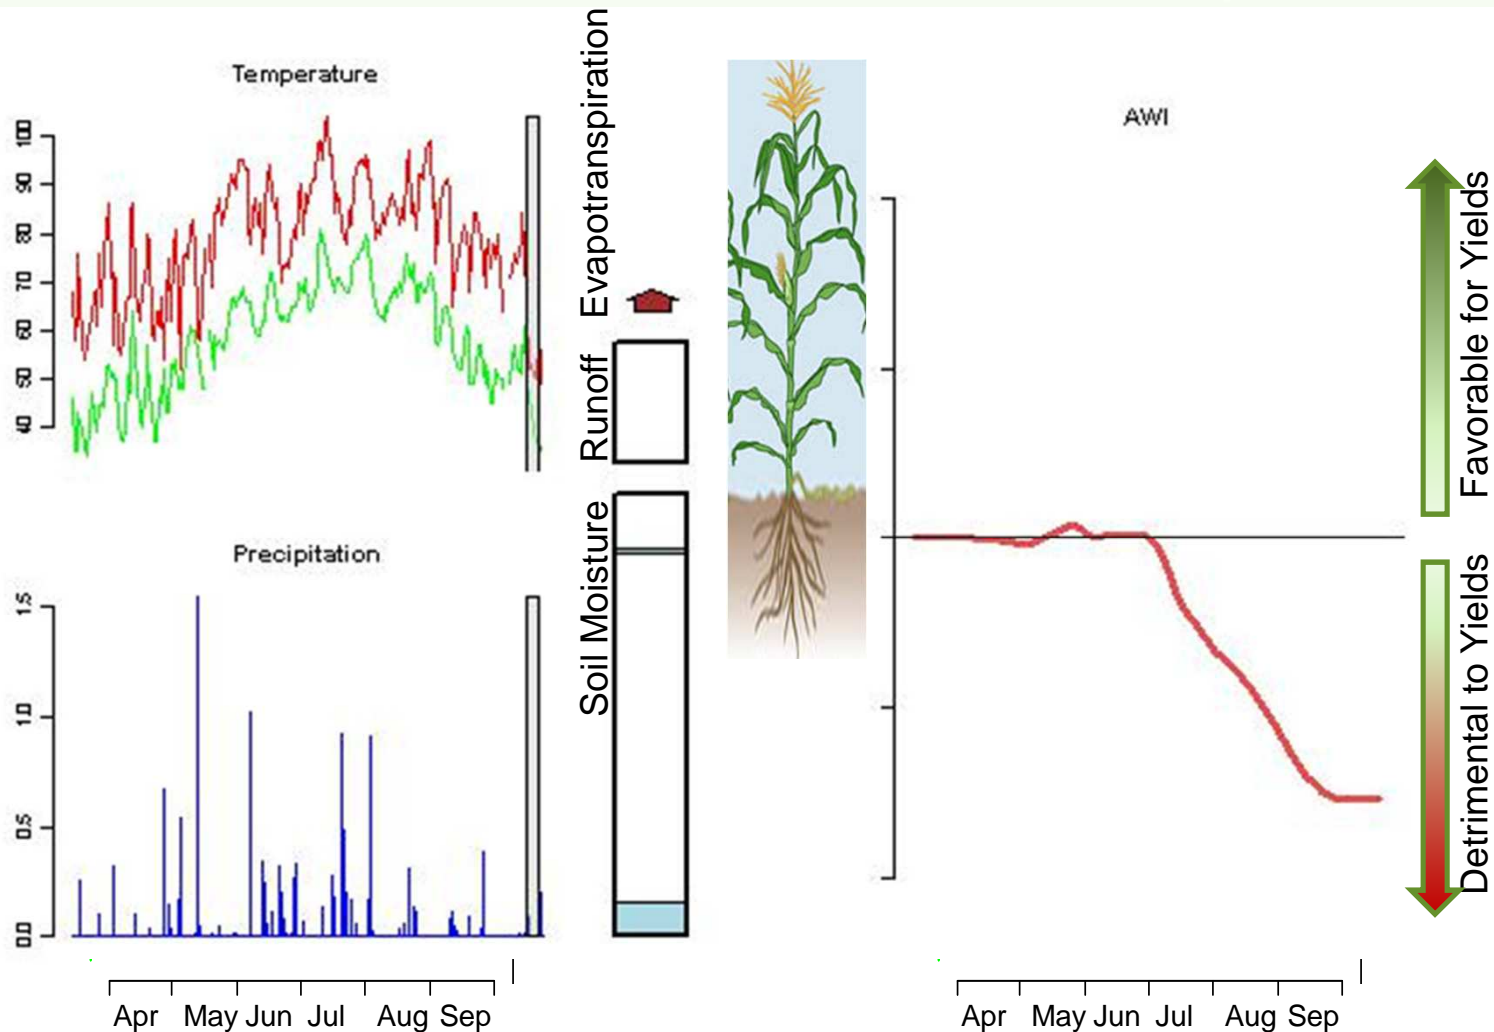 Temperature
100
90
80
70
60
50
40
Precipitation
1.5
1.0
0.5
0.0
Apr May Jun Jul Aug Sep
Evapotranspiration
Runoff
Soil Moisture
AWI
Favorable for Yields
Detrimental to Yields
Apr May Jun Jul Aug Sep